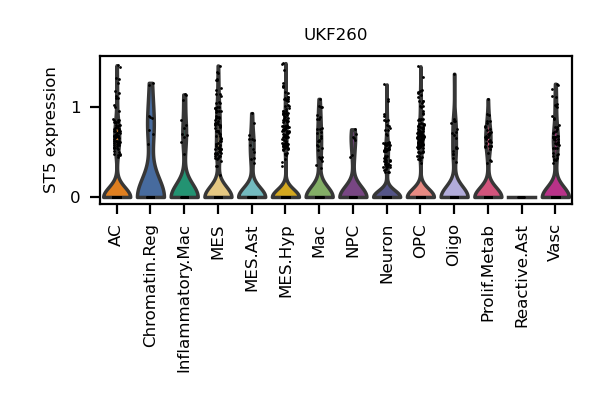 UKF260
ST5 expression
1
0
AC
Chromatin.Reg
Inflammatory.Mac
MES
MES.Ast
MES.Hyp
Mac
NPC
Neuron
OPC
Oligo
Prolif.Metab
Reactive.Ast
Vasc